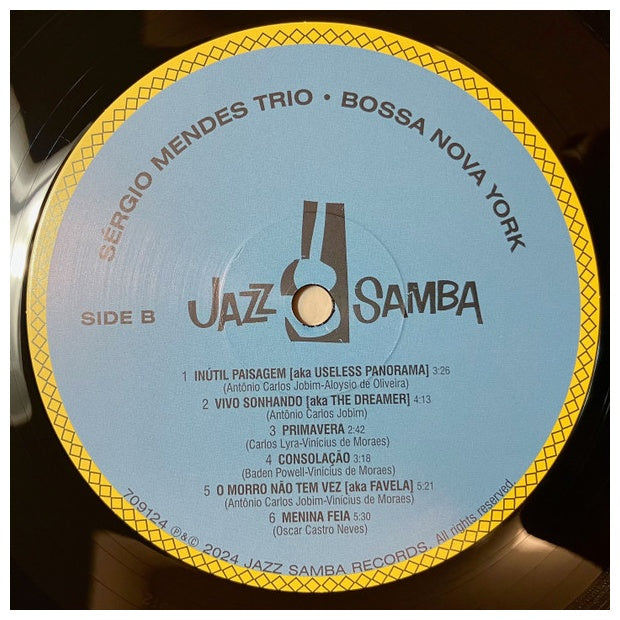 SÉRGIO MENDES TRIO • BOSSA NOVA YORK
JAZZ SAMBA
SIDE B
1 INÚTIL PAISAGEM [aka USELESS PANORAMA] 3:26
(Antônio Carlos Jobim-Aloysio de Oliveira)
2 VIVO SONHANDO [aka THE DREAMER] 4:13
(Antônio Carlos Jobim)
3 PRIMAVERA 2:42
(Carlos Lyra-Vinicius de Moraes)
4 CONSOLAÇÃO 3:18
(Baden Powell-Vinicius de Moraes)
5 O MORRO NÃO TEM VEZ [aka FAVELA] 5:21
(Antônio Carlos Jobim-Vinicius de Moraes)
6 MENINA FEIA 5:30
(Oscar Castro Neves)
709124 ℗&© 2024 JAZZ SAMBA RECORDS. All rights reserved.